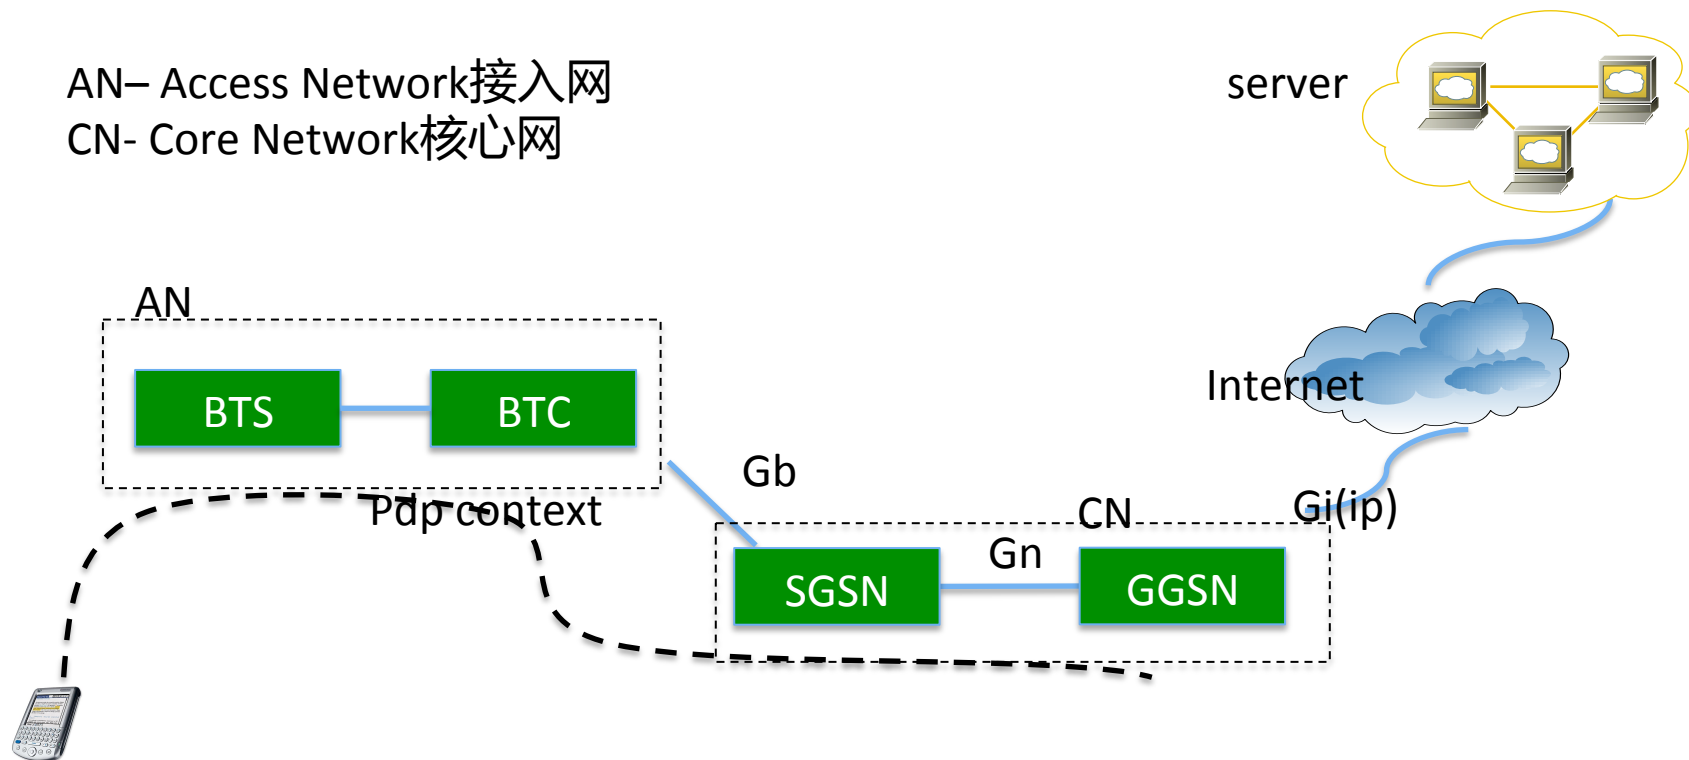 AN– Access Network接入网
CN- Core Network核心网
server
AN
BTS
BTC
Internet
Gb
Pdp context
CN
Gi(ip)
Gn
SGSN
GGSN